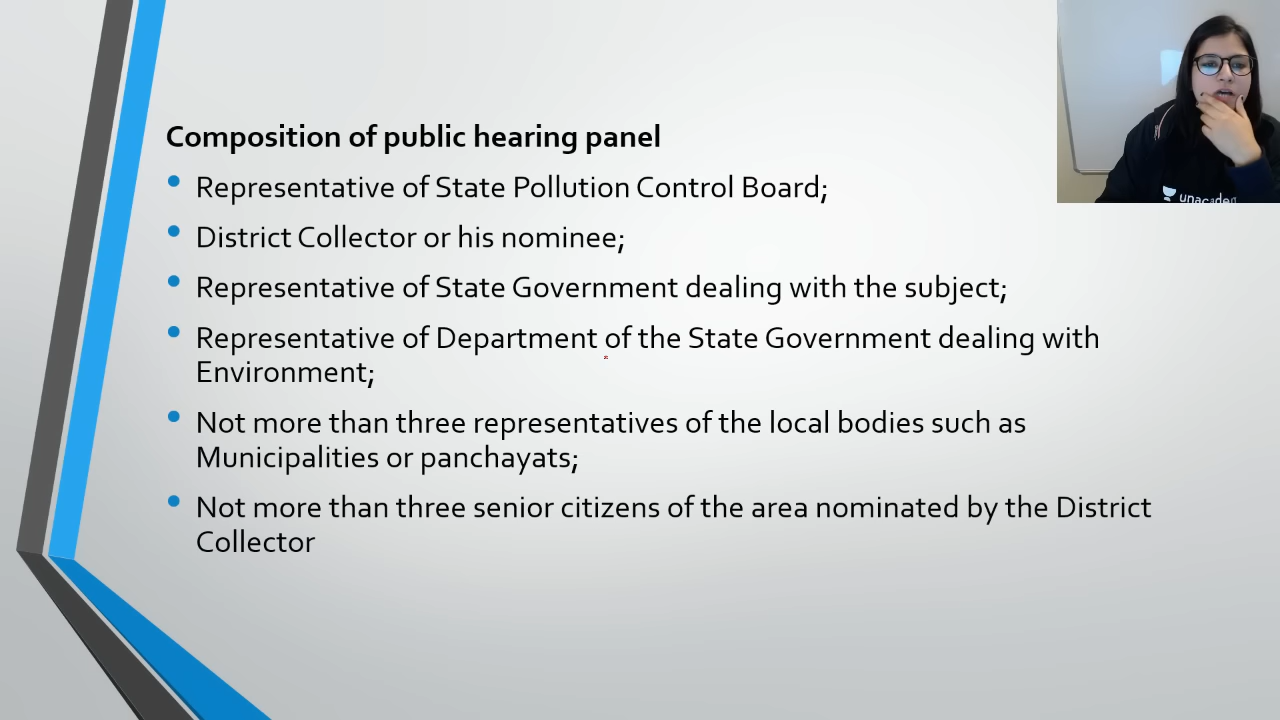 Composition of public hearing panel
Representative of State Pollution Control Board;
District Collector or his nominee;
Representative of State Government dealing with the subject;
Representative of Department of the State Government dealing with
Environment;
Not more than three representatives of the local bodies such as
Municipalities or panchayats;
Not more than three senior citizens of the area nominated by the District
Collector